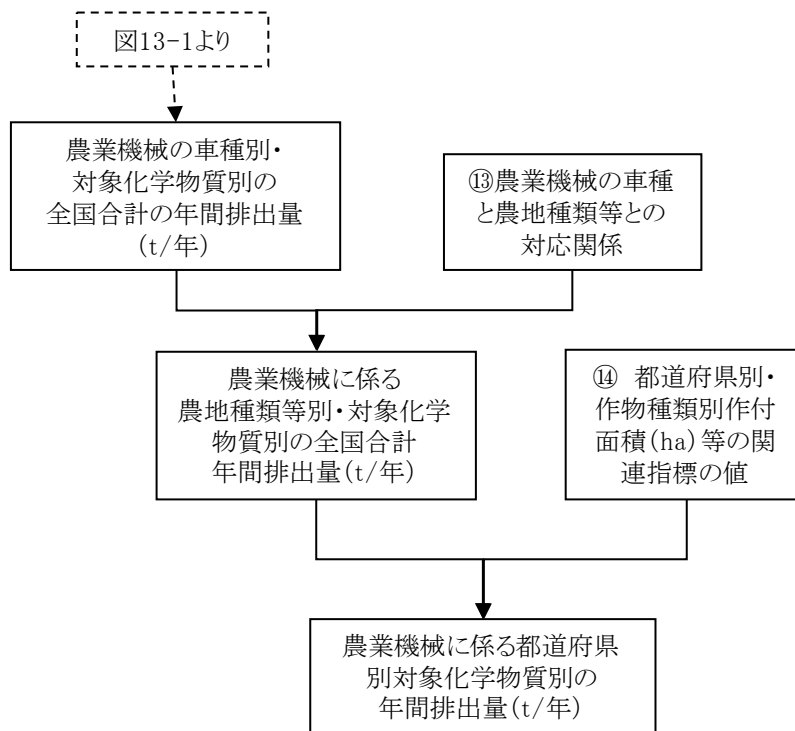 図13-1より
農業機械の車種別・
対象化学物質別の
全国合計の年間排出量
(t/年)
⑬農業機械の車種
と農地種類等との
対応関係
農業機械に係る
農地種類等別・対象化学
物質別の全国合計
年間排出量(t/年)
⑭ 都道府県別・
作物種類別作付
面積(ha)等の関
連指標の値
農業機械に係る都道府県
別対象化学物質別の
年間排出量(t/年)